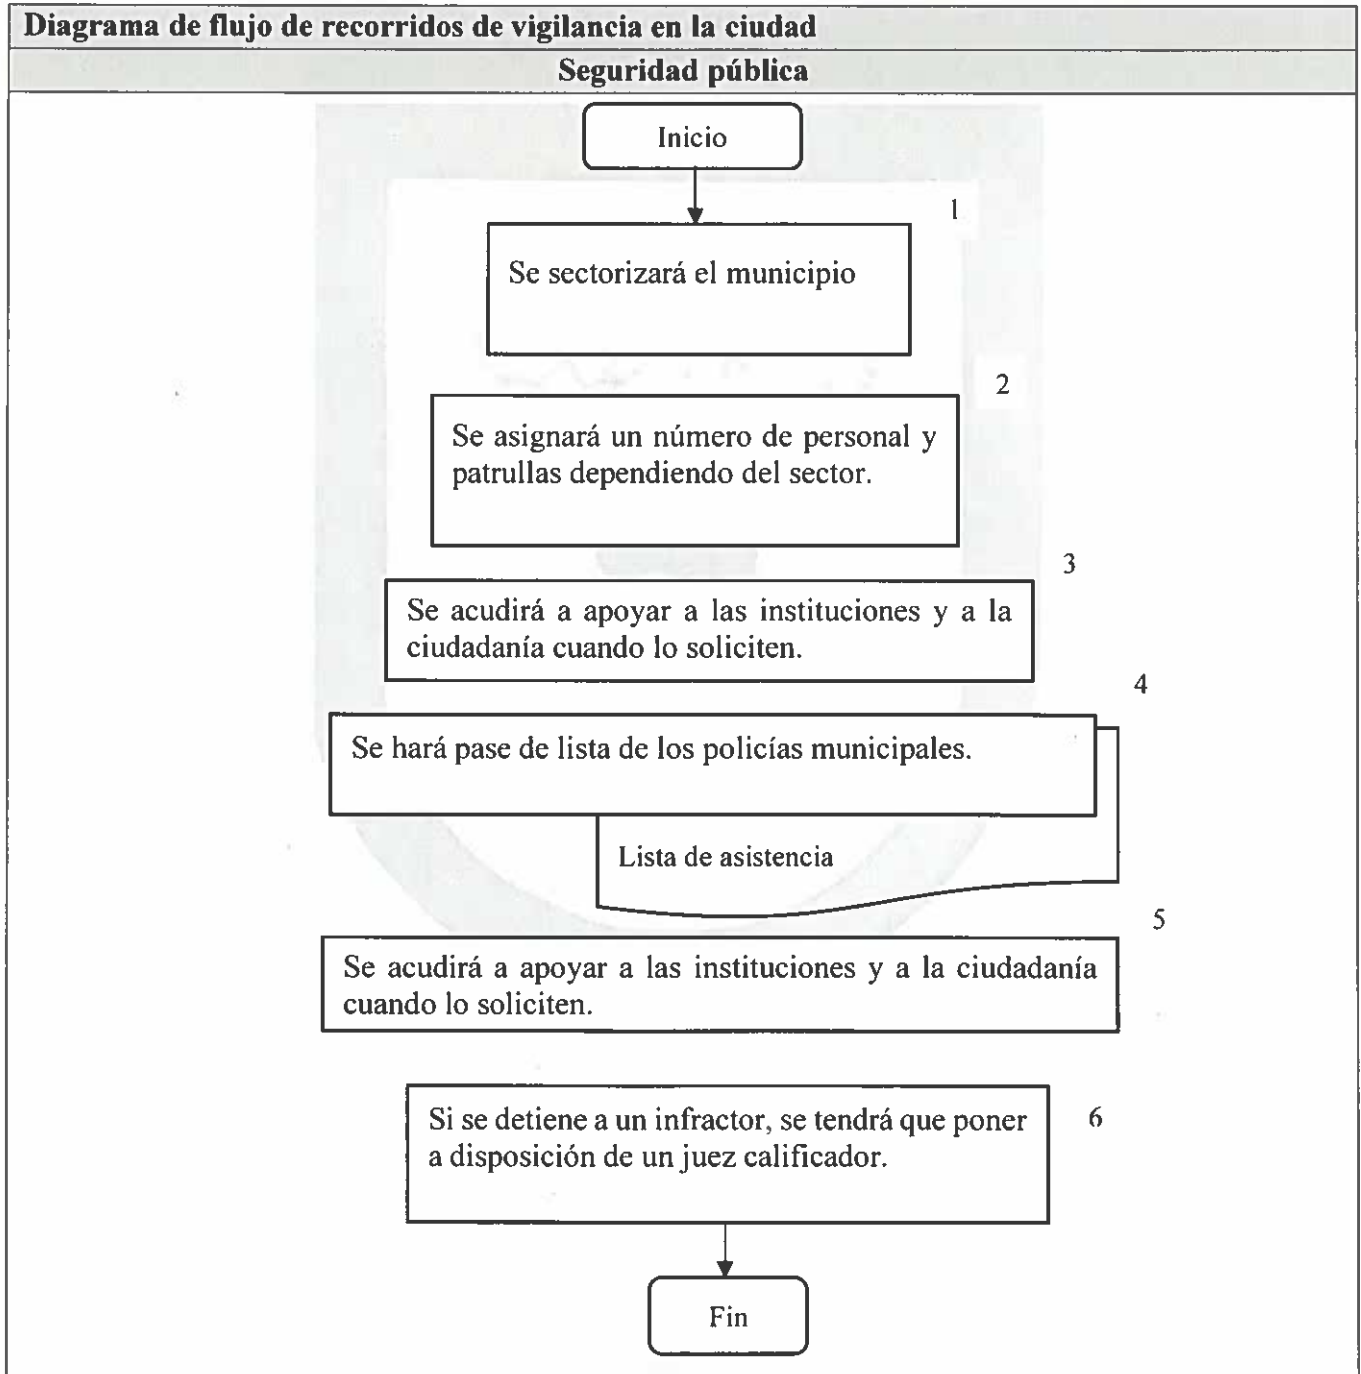 Diagrama de flujo de recorridos de vigilancia en la ciudad
Seguridad pública
Inicio
1
Se sectorizará el municipio
2
Se asignará un número de personal y
patrullas dependiendo del sector.
3
Se acudirá a apoyar a las instituciones y a la
ciudadanía cuando lo soliciten.
4
Se hará pase de lista de los policías municipales.
Lista de asistencia
5
Se acudirá a apoyar a las instituciones y a la ciudadanía
cuando lo soliciten.
6
Si se detiene a un infractor, se tendrá que poner
a disposición de un juez calificador.
Fin